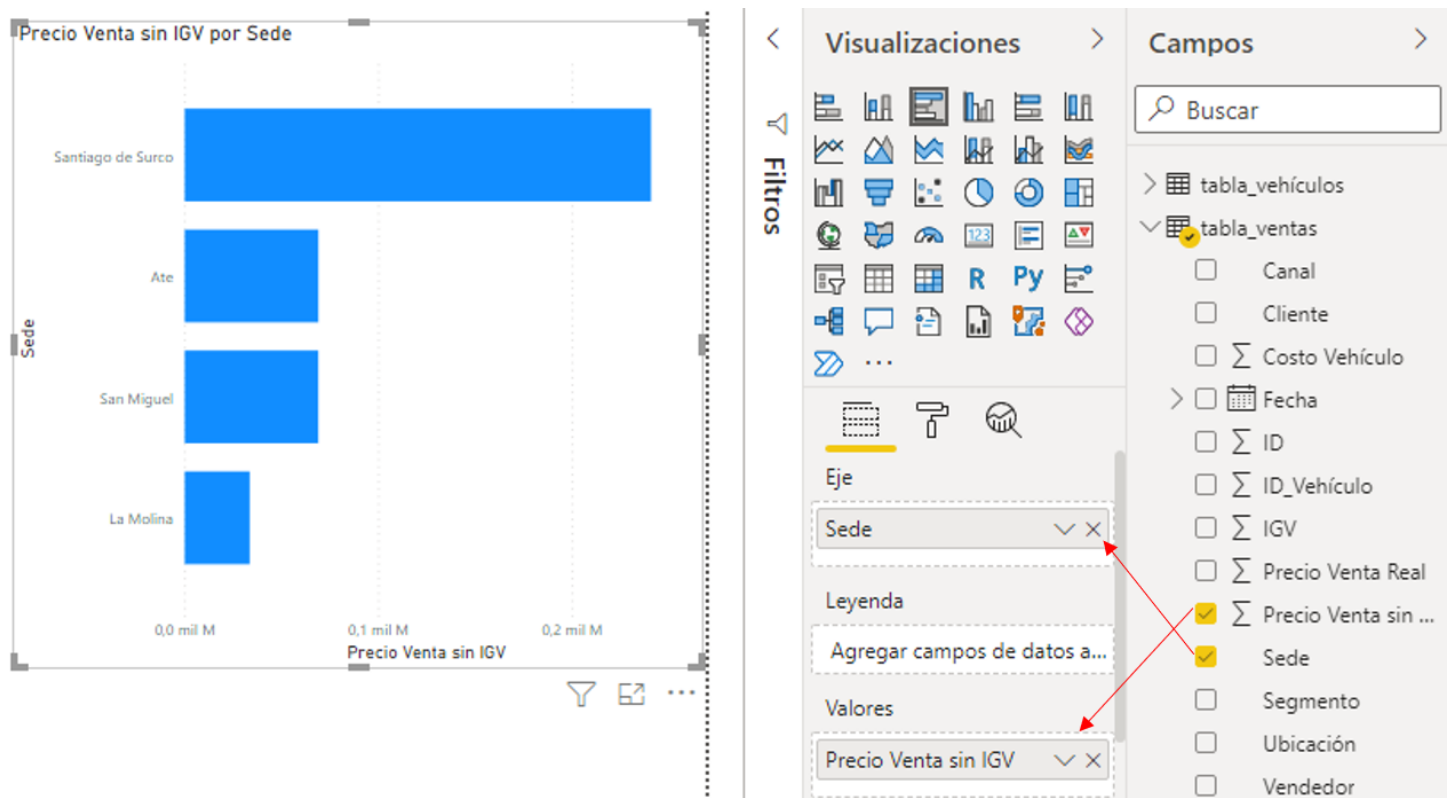 Precio Venta sin IGV por Sede
Santiago de Surco
Ate
San Miguel
La Molina
Sede
0,0 mil M
0,1 mil M
0,2 mil M
Precio Venta sin IGV
Filtros
Visualizaciones
123
R
Py
Eje
Sede
Leyenda
Agregar campos de datos a...
Valores
Precio Venta sin IGV
Campos
Buscar
tabla_vehículos
tabla_ventas
Canal
Cliente
Σ Costo Vehículo
Fecha
Σ ID
Σ ID_Vehículo
Σ IGV
Σ Precio Venta Real
Σ Precio Venta sin ...
Sede
Segmento
Ubicación
Vendedor